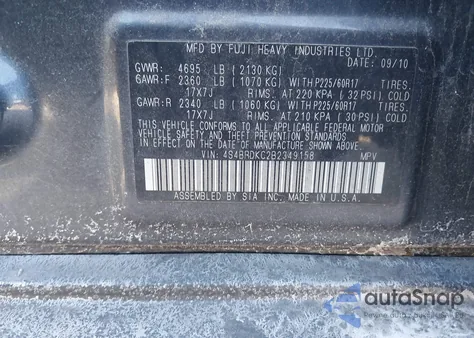 MFD BY FUJI HEAVY INDUSTRIES LTD.
DATE: 09/10
GVWR: 4695 LB (2130 KG)
GAWR:F 2360 LB (1070 KG) WITH P225/60R17 TIRES.
17X7J RIMS. AT 220 KPA (32 PSI) COLD
GAWR:R 2340 LB (1060 KG) WITH P225/60R17 TIRES.
17X7J RIMS. AT 210 KPA (30 PSI) COLD
THIS VEHICLE CONFORMS TO ALL APPLICABLE FEDERAL MOTOR
VEHICLE SAFETY AND THEFT PREVENTION STANDARDS IN EFFECT
ON THE DATE OF MANUFACTURE SHOWN ABOVE.
VIN: 4S4BRDKC2B2349158 MPV
ASSEMBLED BY SIA INC. MADE IN U.S.A.
autoSnap